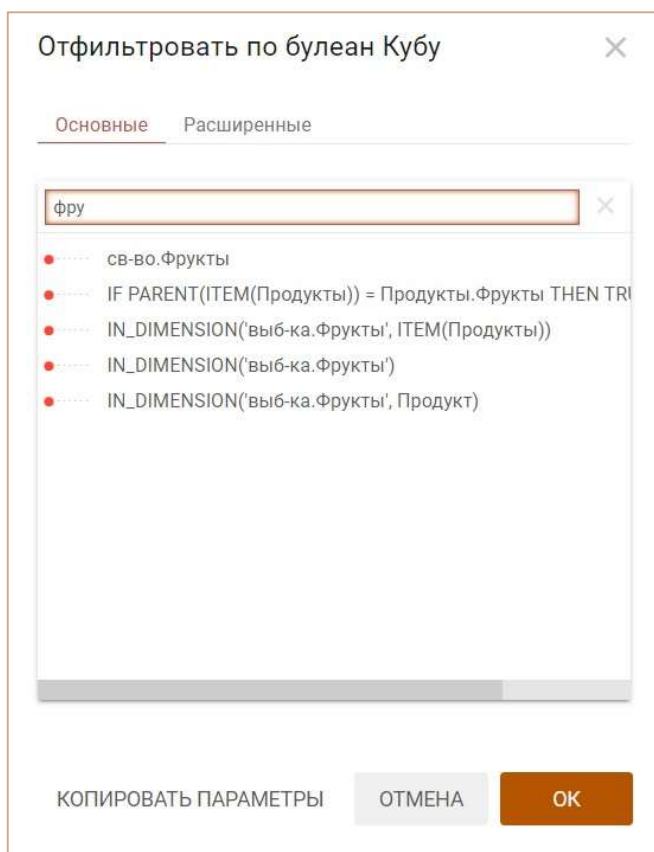 Отфильтровать по булеан Кубу
Основные Расширенные
фру
св-во.Фрукты
IF PARENT(ITEM(Продукты)) = Продукты.Фрукты THEN TRU
IN_DIMENSION('выб-ка.Фрукты', ITEM(Продукты))
IN_DIMENSION('выб-ка.Фрукты')
IN_DIMENSION('выб-ка.Фрукты', Продукт)
КОПИРОВАТЬ ПАРАМЕТРЫ ОТМЕНА ОК